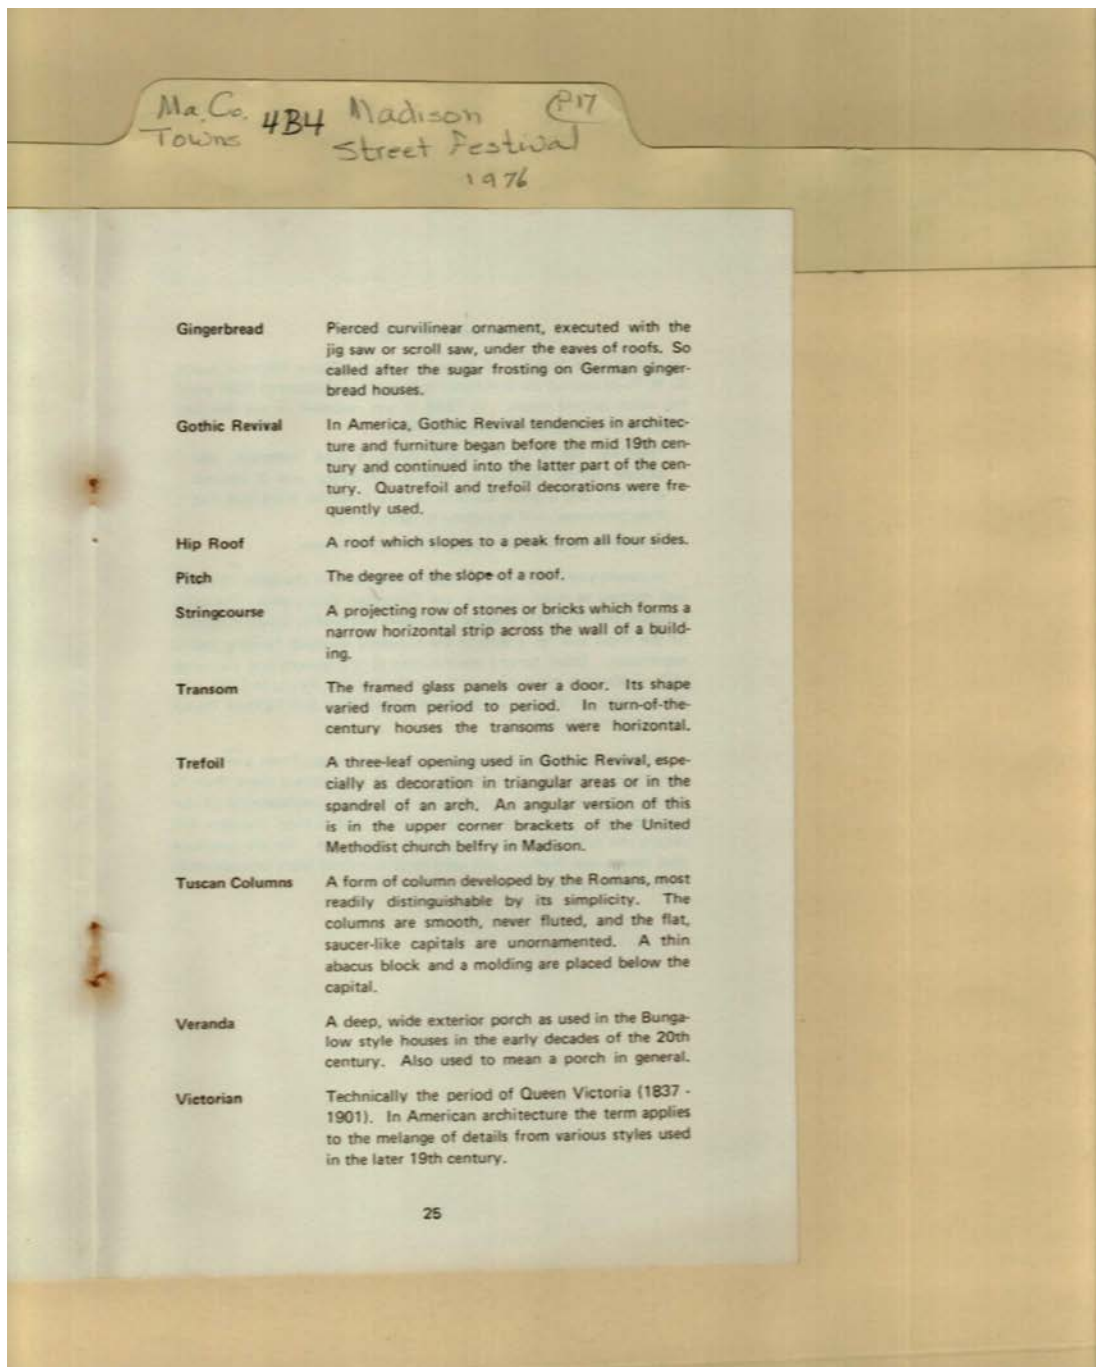 Ma. Co. 4B4 Madison P17
Towns Street Festival
1976
Gingerbread Pierced curvilinear ornament, executed with the
jig saw or scroll saw, under the eaves of roofs. So
called after the sugar frosting on German ginger-
bread houses.
Gothic Revival In America, Gothic Revival tendencies in architec-
ture and furniture began before the mid 19th cen-
tury and continued into the latter part of the cen-
tury. Quatrefoil and trefoil decorations were fre-
quently used.
Hip Roof A roof which slopes to a peak from all four sides.
Pitch The degree of the slope of a roof.
Stringcourse A projecting row of stones or bricks which forms a
narrow horizontal strip across the wall of a build-
ing.
Transom The framed glass panels over a door. Its shape
varied from period to period. In turn-of-the-
century houses the transoms were horizontal.
Trefoil A three-leaf opening used in Gothic Revival, espe-
cially as decoration in triangular areas or in the
spandrel of an arch. An angular version of this
is in the upper corner brackets of the United
Methodist church belfry in Madison.
Tuscan Columns A form of column developed by the Romans, most
readily distinguishable by its simplicity. The
columns are smooth, never fluted, and the flat,
saucer-like capitals are unornamented. A thin
abacus block and a molding are placed below the
capital.
Veranda A deep, wide exterior porch as used in the Bunga-
low style houses in the early decades of the 20th
century. Also used to mean a porch in general.
Victorian Technically the period of Queen Victoria (1837 -
1901). In American architecture the term applies
to the melange of details from various styles used
in the later 19th century.
25